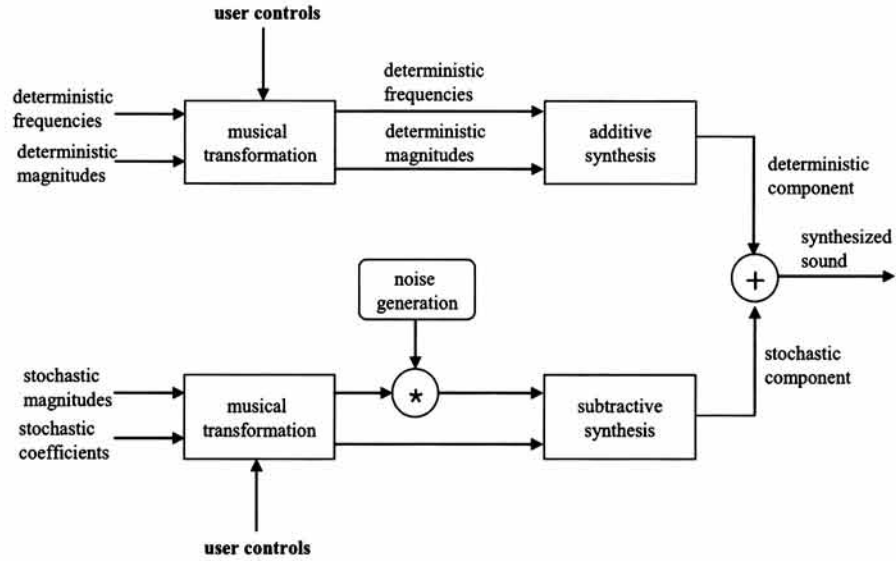 user controls
deterministic
frequencies
deterministic
magnitudes
musical
transformation
deterministic
frequencies
deterministic
magnitudes
additive
synthesis
deterministic
component
synthesized
sound
+
noise
generation
stochastic
magnitudes
stochastic
coefficients
musical
transformation
*
subtractive
synthesis
stochastic
component
user controls